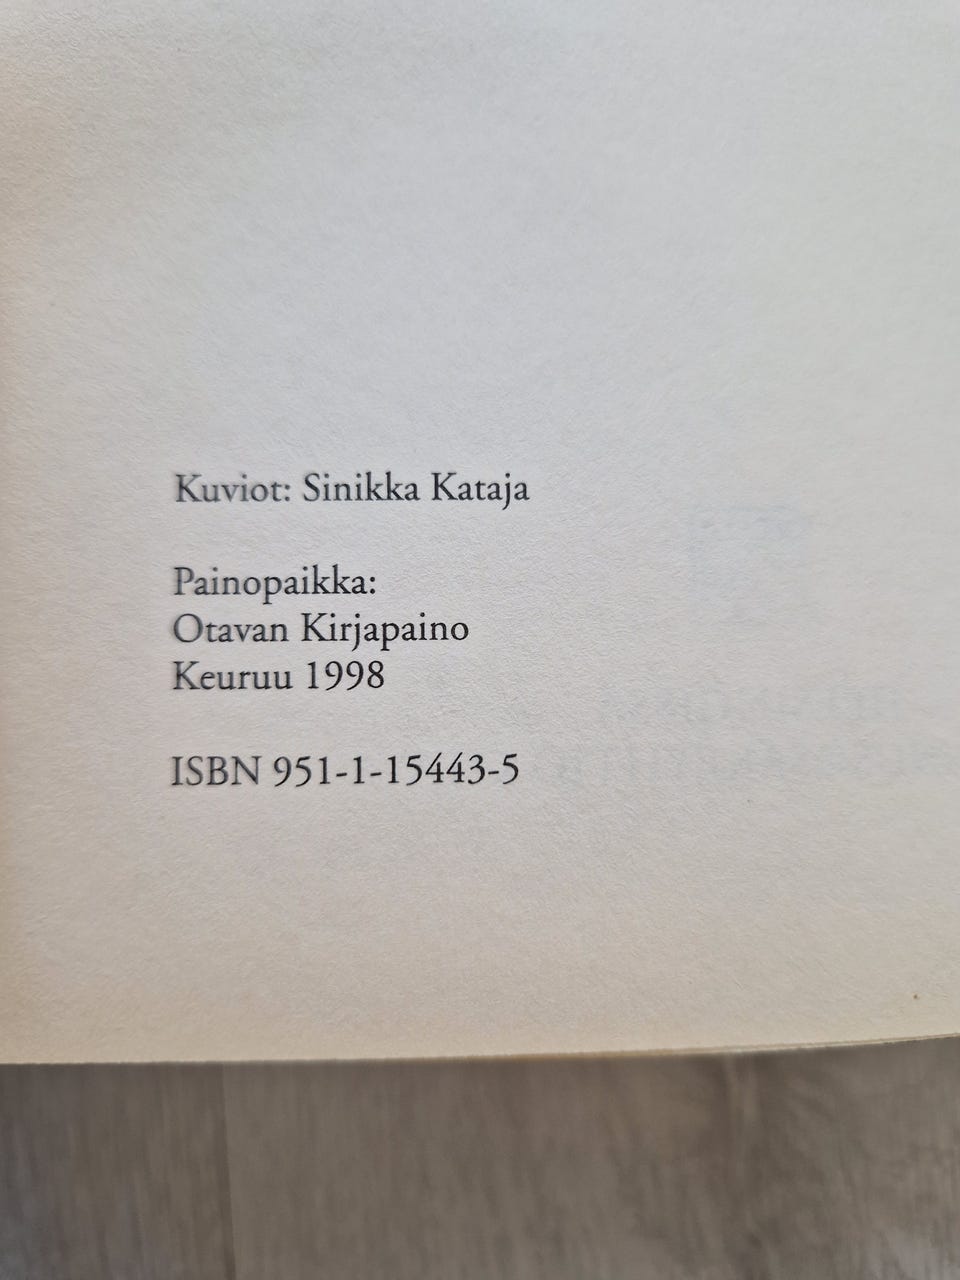 Kuviot: Sinikka Kataja
Painopaikka:
Otavan Kirjapaino
Keuruu 1998
ISBN 951-1-15443-5